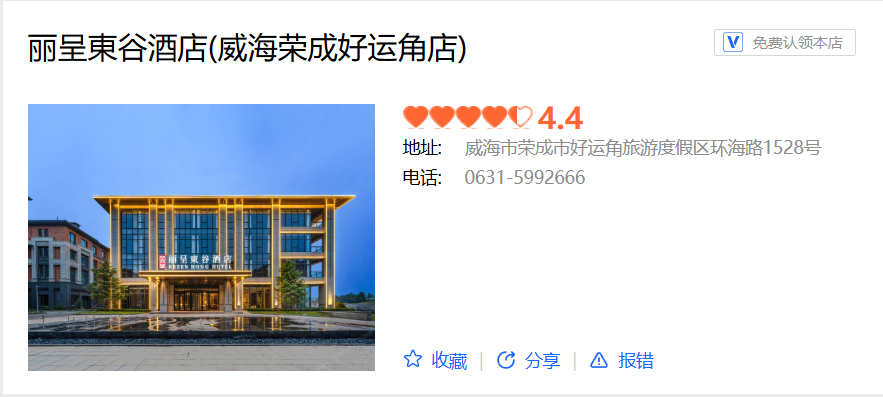 丽呈東谷酒店(威海荣成好运角店)
V 免费认领本店
4.4
地址: 威海市荣成市好运角旅游度假区环海路1528号
电话: 0631-5992666
丽呈東谷酒店
REZEN DONG HOTEL
收藏 | 分享 | 报错